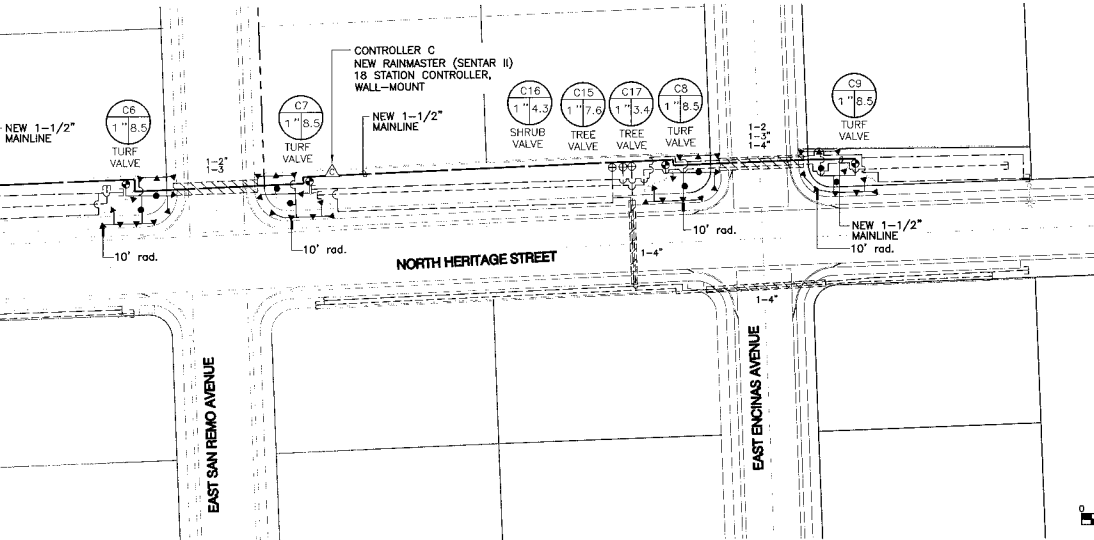 CONTROLLER C
NEW RAINMASTER (SENTAR II)
18 STATION CONTROLLER,
WALL-MOUNT
C6
1" 8.5
TURF
VALVE
C7
1" 8.5
TURF
VALVE
C16
1" 4.3
SHRUB
VALVE
C15
1" 7.6
TREE
VALVE
C17
1" 3.4
TREE
VALVE
C8
1" 8.5
TURF
VALVE
C9
1" 8.5
TURF
VALVE
NEW 1-1/2"
MAINLINE
NEW 1-1/2"
MAINLINE
1-2"
1-3
1-2
1-3"
1-4"
C
10' rad.
10' rad.
10' rad.
NEW 1-1/2"
MAINLINE
10' rad.
1-4"
NORTH HERITAGE STREET
1-4"
EAST SAN REMO AVENUE
EAST ENCINAS AVENUE
0